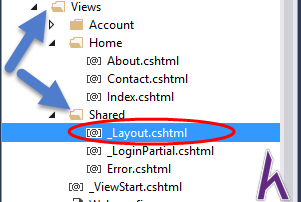 Views
Account
Home
About.cshtml
Contact.cshtml
Index.cshtml
Shared
[@] _Layout.cshtml
[@] _LoginPartial.cshtml
[@] Error.cshtml
[@] _ViewStart.cshtml